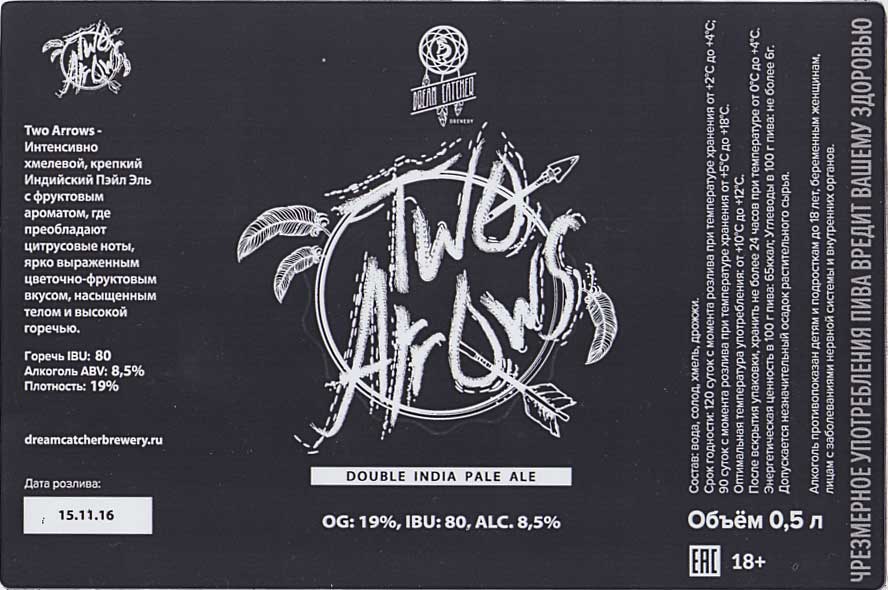 Two
Arrows
Two Arrows -
Интенсивно
хмелевой, крепкий
Индийский Пэйл Эль
с фруктовым
ароматом, где
преобладают
цитрусовые ноты,
ярко выраженным
цветочно-фруктовым
вкусом, насыщенным
телом и высокой
горечью.
Горечь IBU: 80
Алкоголь ABV: 8,5%
Плотность: 19%
dreamcatcherbrewery.ru
Дата розлива:
15.11.16
DREAM CATCHER
BREWERY
Two
Arrows
DOUBLE INDIA PALE ALE
OG: 19%, IBU: 80, ALC. 8,5%
Состав: вода, солод, хмель, дрожжи.
Срок годности: 120 суток с момента розлива при температуре хранения от +2°С до +4°С;
90 суток с момента розлива при температуре хранения от +5°С до +18°С.
Оптимальная температура употребления: от +10°С до +12°С.
После вскрытия упаковки, хранить не более 24 часов при температуре от 0°С до +4°С.
Энергетическая ценность в 100 г пива: 65ккал; Углеводы в 100 г пива: не более 6г.
Допускается незначительный осадок растительного сырья.
Алкоголь противопоказан детям и подросткам до 18 лет, беременным женщинам,
лицам с заболеваниями нервной системы и внутренних органов.
ЧРЕЗМЕРНОЕ УПОТРЕБЛЕНИЯ ПИВА ВРЕДИТ ВАШЕМУ ЗДОРОВЬЮ
Объём 0,5 л
EAC 18+